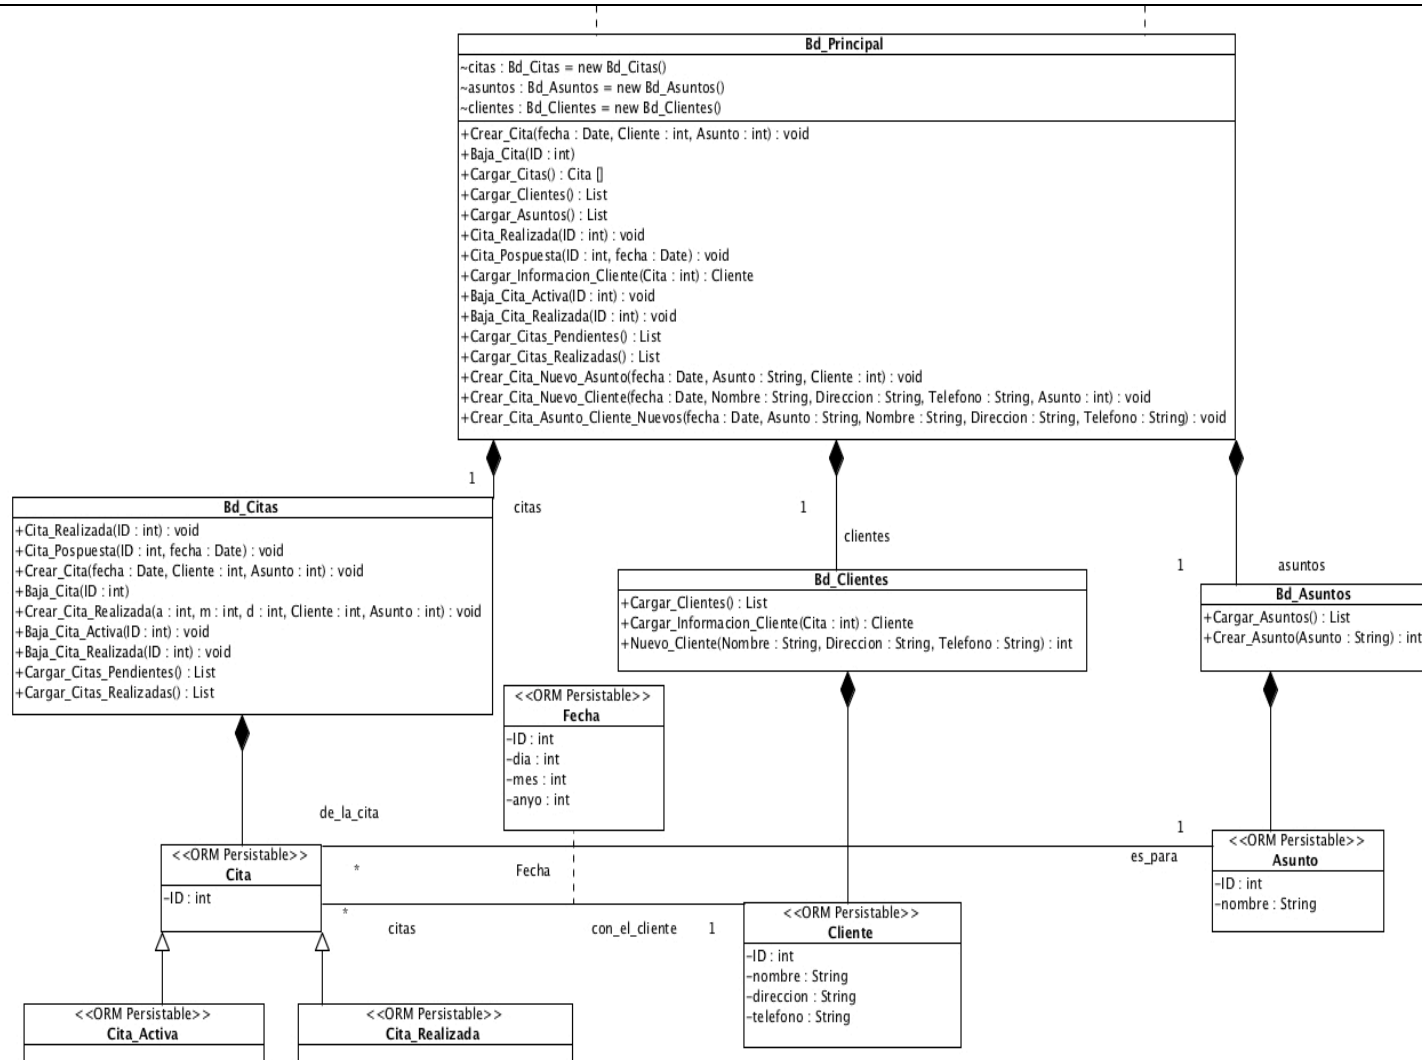 Bd_Principal
~citas : Bd_Citas = new Bd_Citas()
~asuntos : Bd_Asuntos = new Bd_Asuntos()
~clientes : Bd_Clientes = new Bd_Clientes()
+Crear_Cita(fecha : Date, Cliente : int, Asunto : int) : void
+Baja_Cita(ID : int)
+Cargar_Citas() : Cita []
+Cargar_Clientes() : List
+Cargar_Asuntos() : List
+Cita_Realizada(ID : int) : void
+Cita_Pospuesta(ID : int, fecha : Date) : void
+Cargar_Informacion_Cliente(Cita : int) : Cliente
+Baja_Cita_Activa(ID : int) : void
+Baja_Cita_Realizada(ID : int) : void
+Cargar_Citas_Pendientes() : List
+Cargar_Citas_Realizadas() : List
+Crear_Cita_Nuevo_Asunto(fecha : Date, Asunto : String, Cliente : int) : void
+Crear_Cita_Nuevo_Cliente(fecha : Date, Nombre : String, Direccion : String, Telefono : String, Asunto : int) : void
+Crear_Cita_Asunto_Cliente_Nuevos(fecha : Date, Asunto : String, Nombre : String, Direccion : String, Telefono : String) : void
1
citas
1
clientes
1
asuntos
Bd_Citas
+Cita_Realizada(ID : int) : void
+Cita_Pospuesta(ID : int, fecha : Date) : void
+Crear_Cita(fecha : Date, Cliente : int, Asunto : int) : void
+Baja_Cita(ID : int)
+Crear_Cita_Realizada(a : int, m : int, d : int, Cliente : int, Asunto : int) : void
+Baja_Cita_Activa(ID : int) : void
+Baja_Cita_Realizada(ID : int) : void
+Cargar_Citas_Pendientes() : List
+Cargar_Citas_Realizadas() : List
Bd_Clientes
+Cargar_Clientes() : List
+Cargar_Informacion_Cliente(Cita : int) : Cliente
+Nuevo_Cliente(Nombre : String, Direccion : String, Telefono : String) : int
Bd_Asuntos
+Cargar_Asuntos() : List
+Crear_Asunto(Asunto : String) : int
<<ORM Persistable>>
Fecha
-ID : int
-dia : int
-mes : int
-anyo : int
de_la_cita
*
Fecha
1
es_para
<<ORM Persistable>>
Cita
-ID : int
*
citas
con_el_cliente
1
<<ORM Persistable>>
Cliente
-ID : int
-nombre : String
-direccion : String
-telefono : String
<<ORM Persistable>>
Asunto
-ID : int
-nombre : String
<<ORM Persistable>>
Cita_Activa
<<ORM Persistable>>
Cita_Realizada